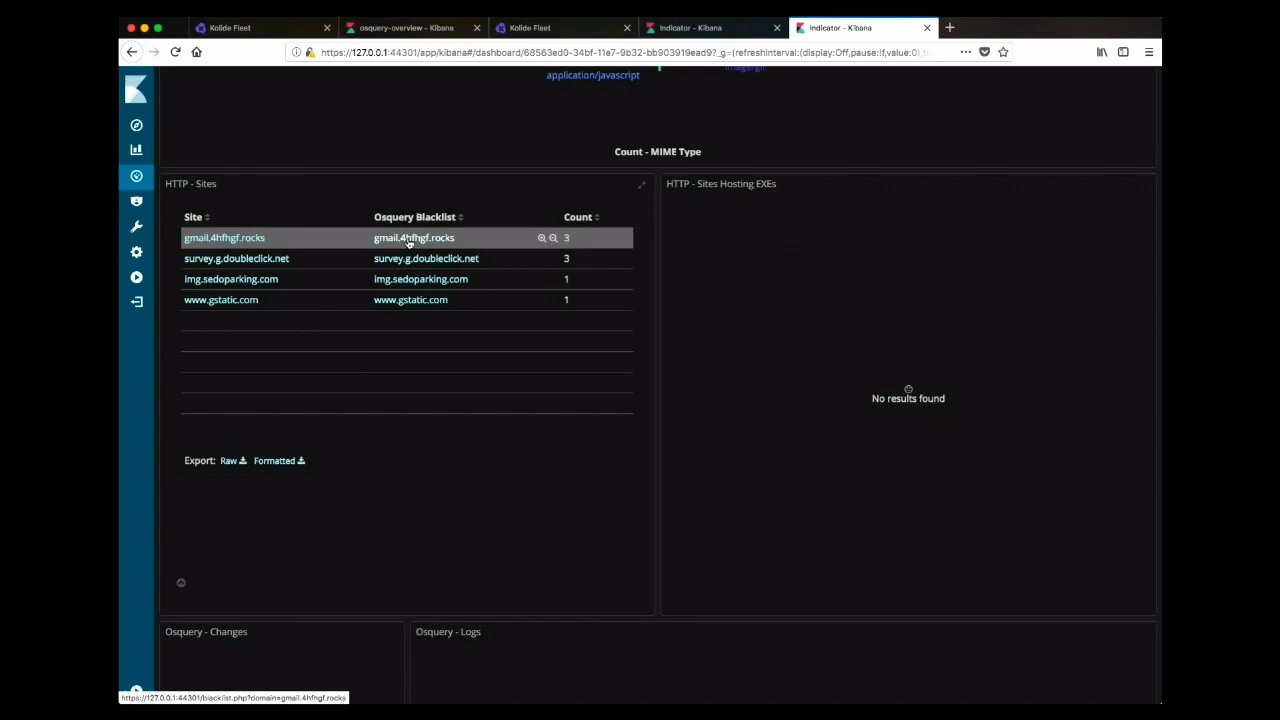 Kolide Fleet
osquery-overview - Kibana
Kolide Fleet
Indicator - Kibana
Indicator - Kibana
https://127.0.0.1:44301/app/kibana#/dashboard/68563ed0-34bf-11e7-9b32-bb903919ead9?_g=(refreshInterval:(display:Off,pause:!f,value:0),ti
application/javascript
image/gif
Count - MIME Type
HTTP - Sites
HTTP - Sites Hosting EXEs
Site Osquery Blacklist Count
gmail.4hfhgf.rocks gmail.4hfhgf.rocks 3
survey.g.doubleclick.net survey.g.doubleclick.net 3
img.sedoparking.com img.sedoparking.com 1
www.gstatic.com www.gstatic.com 1
No results found
Export: Raw Formatted
Osquery - Changes
Osquery - Logs
https://127.0.0.1:44301/blacklist.php?domain=gmail.4hfhgf.rocks